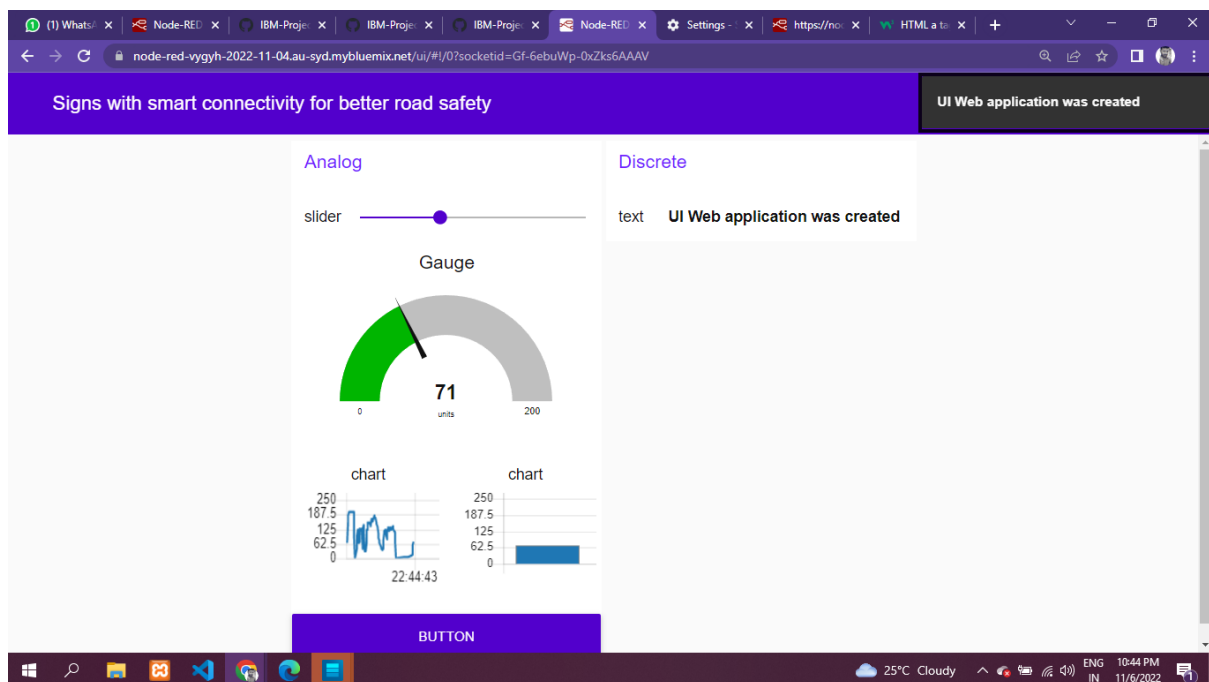 (1) Whats
Node-RED
IBM-Projec
IBM-Projec
IBM-Projec
Node-RED
Settings -
https://noc
HTML a ta
node-red-vygyh-2022-11-04.au-syd.mybluemix.net/ui/#!/0?socketid=Gf-6ebuWp-0xZks6AAAV
Signs with smart connectivity for better road safety
UI Web application was created
Analog
slider
Gauge
71
units
0
200
chart
250
187.5
125
62.5
0
22:44:43
chart
250
187.5
125
62.5
0
BUTTON
Discrete
text UI Web application was created
25°C Cloudy
ENG
IN
10:44 PM
11/6/2022
1